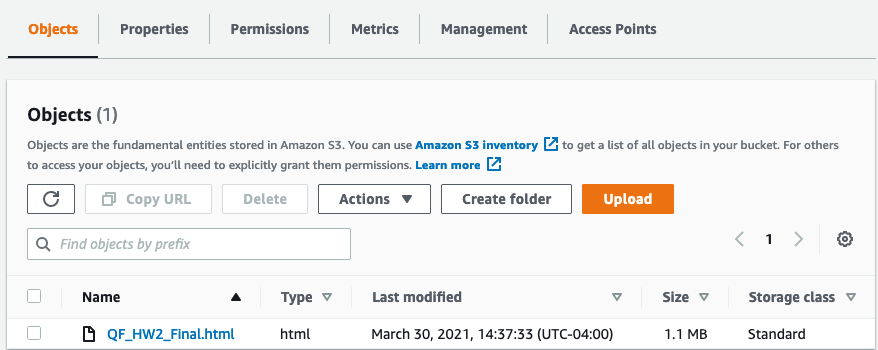 Objects Properties Permissions Metrics Management Access Points
Objects (1)
Objects are the fundamental entities stored in Amazon S3. You can use Amazon S3 inventory to get a list of all objects in your bucket. For others
to access your objects, you'll need to explicitly grant them permissions. Learn more
Copy URL Delete Actions Create folder Upload
Find objects by prefix 1
Name Type Last modified Size Storage class
QF_HW2_Final.html html March 30, 2021, 14:37:33 (UTC-04:00) 1.1 MB Standard